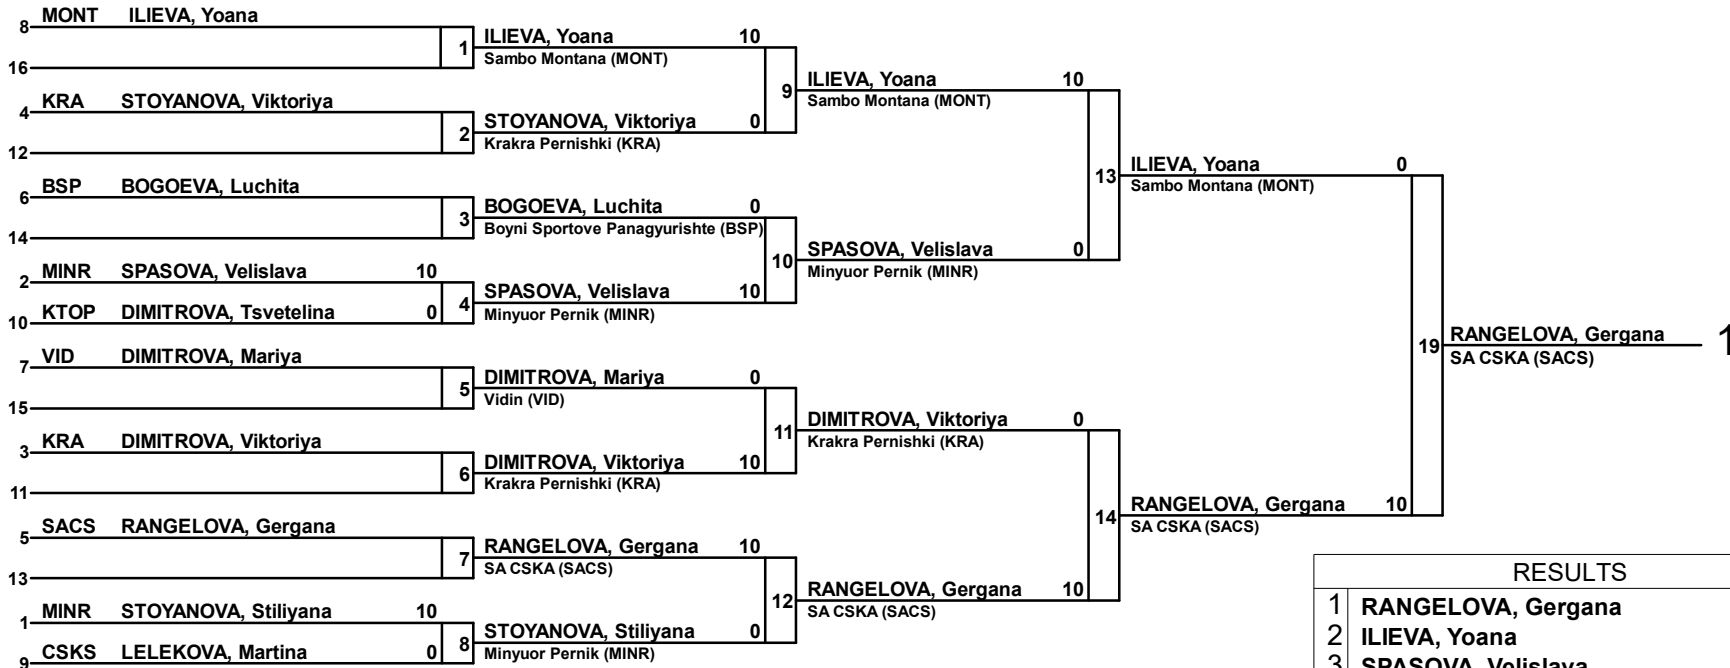 8 MONT ILIEVA, Yoana
16
1
4 KRA STOYANOVA, Viktoriya
12
2
6 BSP BOGOEVA, Luchita
14
3
2 MINR SPASOVA, Velislava 10
10 KTOP DIMITROVA, Tsvetelina 0
4
7 VID DIMITROVA, Mariya
15
5
3 KRA DIMITROVA, Viktoriya
11
6
5 SACS RANGELOVA, Gergana
13
7
1 MINR STOYANOVA, Stiliyana 10
9 CSKS LELEKOVA, Martina 0
8
ILIEVA, Yoana 10
Sambo Montana (MONT)
9
STOYANOVA, Viktoriya 0
Krakra Pernishki (KRA)
BOGOEVA, Luchita 0
Boyni Sportove Panagyurishte (BSP)
10
SPASOVA, Velislava 10
Minyuor Pernik (MINR)
DIMITROVA, Mariya 0
Vidin (VID)
11
DIMITROVA, Viktoriya 10
Krakra Pernishki (KRA)
RANGELOVA, Gergana 10
SA CSKA (SACS)
12
STOYANOVA, Stiliyana 0
Minyuor Pernik (MINR)
ILIEVA, Yoana 10
Sambo Montana (MONT)
13
SPASOVA, Velislava 0
Minyuor Pernik (MINR)
DIMITROVA, Viktoriya 0
Krakra Pernishki (KRA)
14
RANGELOVA, Gergana 10
SA CSKA (SACS)
ILIEVA, Yoana 0
Sambo Montana (MONT)
19
RANGELOVA, Gergana 10
SA CSKA (SACS)
RANGELOVA, Gergana 1
SA CSKA (SACS)
RESULTS
1 RANGELOVA, Gergana
2 ILIEVA, Yoana
3 SPASOVA, Velislava